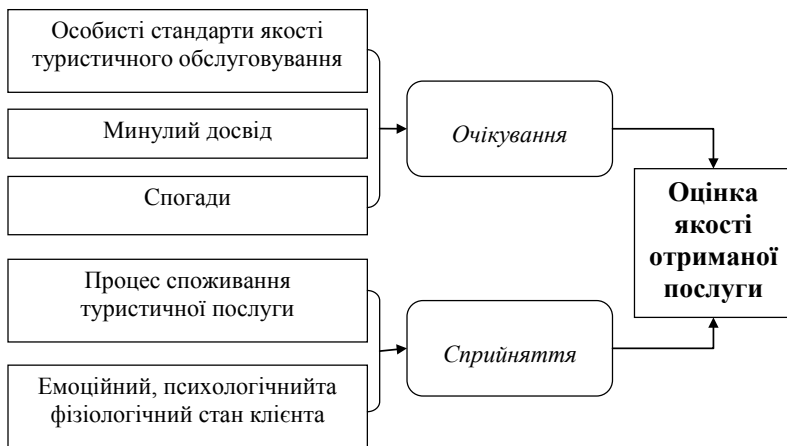 Особисті стандарти якості
туристичного обслуговування
Минулий досвід
Спогади
Очікування
Процес споживання
туристичної послуги
Емоційний, психологічнийта
фізіологічний стан клієнта
Сприйняття
Оцінка
якості
отриманої
послуги